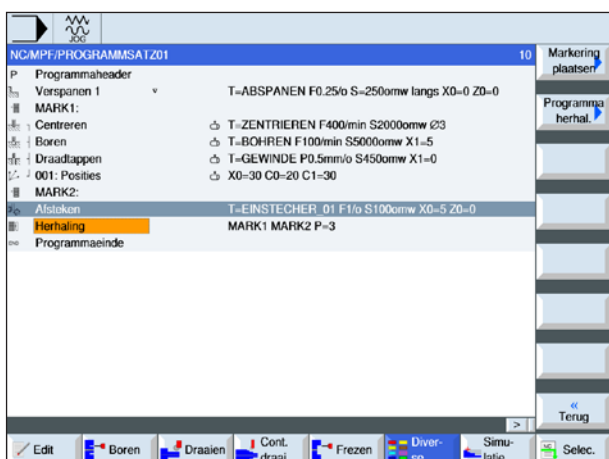 JOG
NC/MPF/PROGRAMMSATZ01 10
P Programmaheader
Verspanen 1 T=ABSPANEN F0.25/o S=250omw langs X0=0 Z0=0
MARK1:
Centreren T=ZENTRIEREN F400/min S2000omw Ø3
Boren T=BOHREN F100/min S5000omw X1=5
Draadtappen T=GEWINDE P0.5mm/o S450omw X1=0
001: Posities X0=30 C0=20 C1=30
MARK2:
Afsteken T=EINSTECHER_01 F1/o S100omw X0=5 Z0=0
Herhaling MARK1 MARK2 P=3
Programmaeinde
Markering
plaatsen
Programma
herhal.
«
Terug
>
Edit
Boren
Draaien
Cont.
draai
Frezen
Diver-
Simu-
latie
NC
Selec.